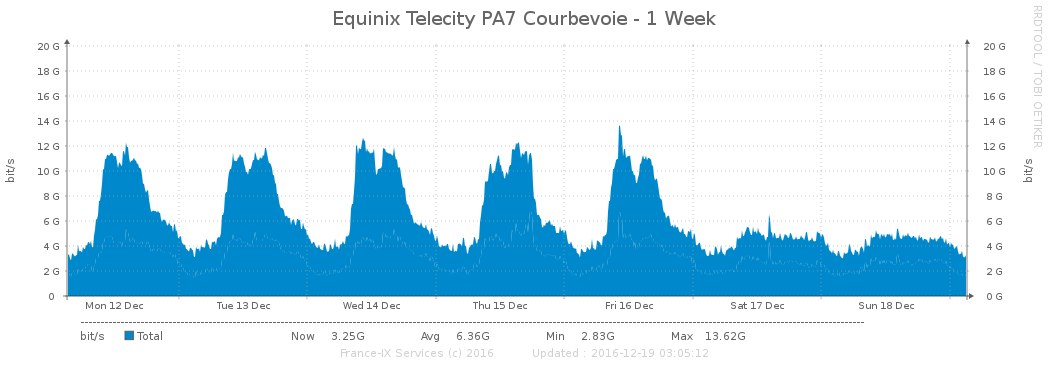 Equinix Telecity PA7 Courbevoie - 1 Week
RRDTOOL / TOBI OETIKER
20 G 20 G
18 G 18 G
16 G 16 G
14 G 14 G
12 G 12 G
10 G 10 G
8 G 8 G
6 G 6 G
4 G 4 G
2 G 2 G
0 0 G
bit/s bit/s
Mon 12 Dec Tue 13 Dec Wed 14 Dec Thu 15 Dec Fri 16 Dec Sat 17 Dec Sun 18 Dec
bit/s Total Now 3.25G Avg 6.36G Min 2.83G Max 13.62G
France-IX Services (c) 2016 Updated : 2016-12-19 03:05:12